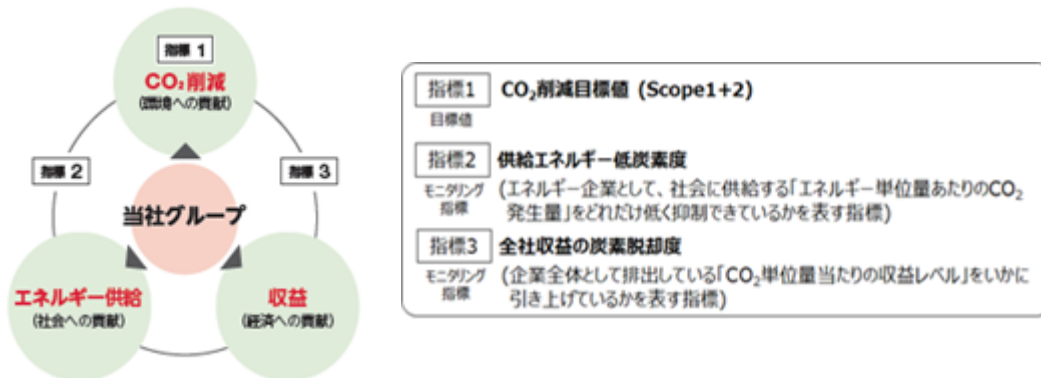 指標 1
CO₂削減
(環境への貢献)
指標 2
指標 3
当社グループ
エネルギー供給
(社会への貢献)
収益
(経済への貢献)
指標1 CO₂削減目標値 (Scope1+2)
目標値
指標2 供給エネルギー低炭素度
モニタリング指標 (エネルギー企業として、社会に供給する「エネルギー単位量あたりのCO₂
発生量」をどれだけ低く抑制できているかを表す指標)
指標3 全社収益の炭素脱却度
モニタリング指標 (企業全体として排出している「CO₂単位量当たりの収益レベル」をいかに
引き上げているかを表す指標)